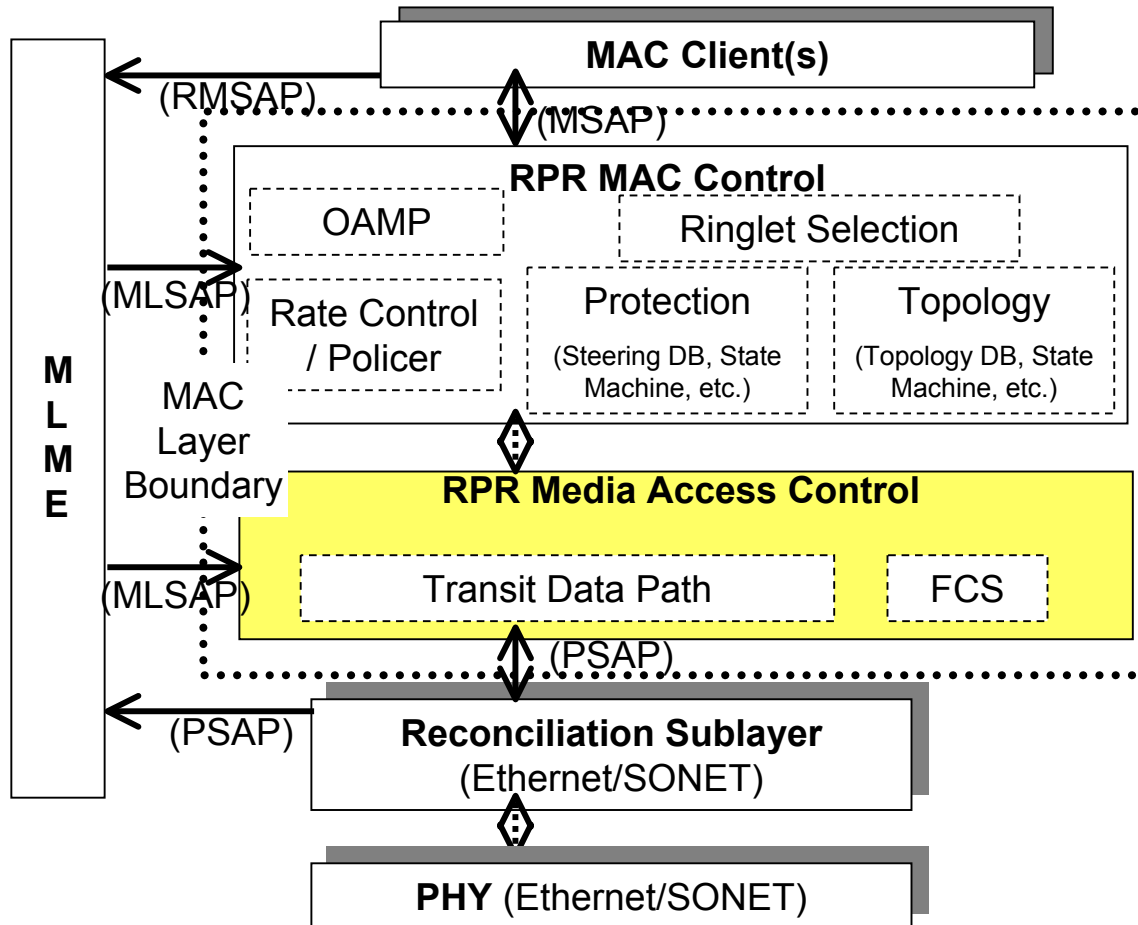 MAC Client(s)
(RMSAP)
(MSAP)
RPR MAC Control
OAMP
Ringlet Selection
(MLSAP)
Rate Control
/ Policer
Protection
(Steering DB, State
Machine, etc.)
Topology
(Topology DB, State
Machine, etc.)
M
L
M
E
MAC
Layer
Boundary
RPR Media Access Control
(MLSAP)
Transit Data Path
FCS
(PSAP)
(PSAP)
Reconciliation Sublayer
(Ethernet/SONET)
PHY (Ethernet/SONET)